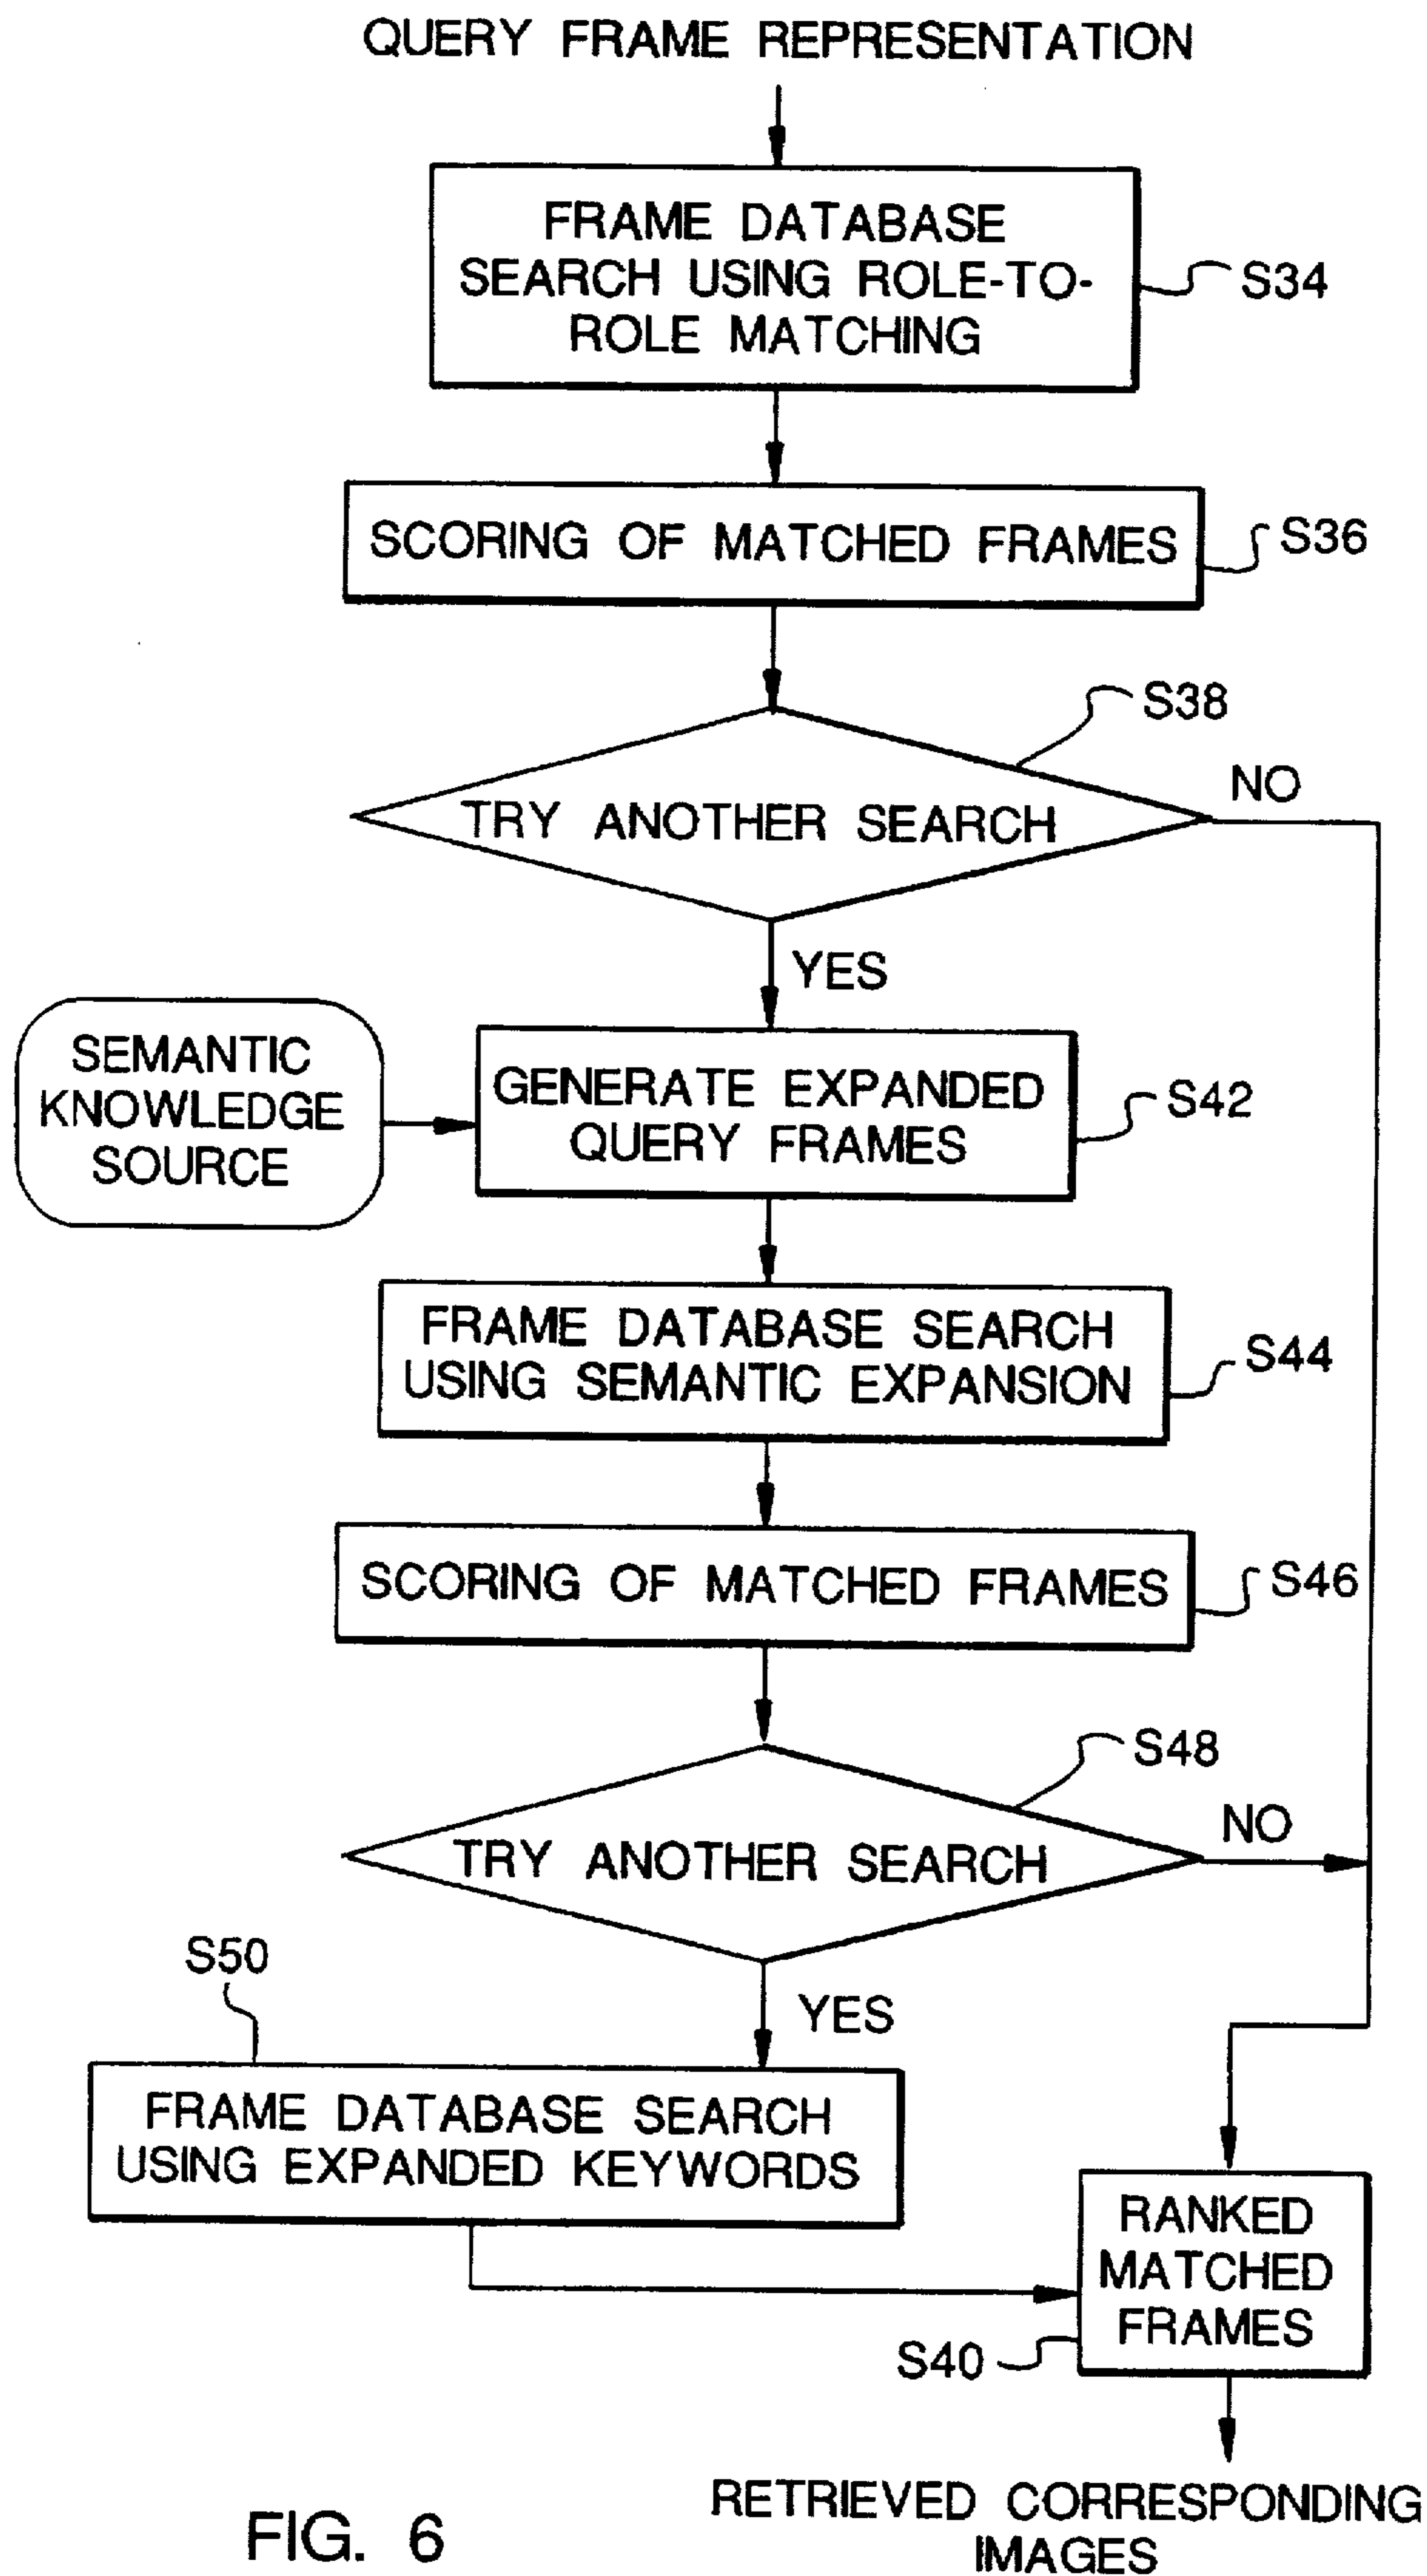 QUERY FRAME REPRESENTATION
FRAME DATABASE
SEARCH USING ROLE-TO-
ROLE MATCHING
S34
SCORING OF MATCHED FRAMES
S36
S38
TRY ANOTHER SEARCH
NO
YES
SEMANTIC
KNOWLEDGE
SOURCE
GENERATE EXPANDED
QUERY FRAMES
S42
FRAME DATABASE SEARCH
USING SEMANTIC EXPANSION
S44
SCORING OF MATCHED FRAMES
S46
S48
TRY ANOTHER SEARCH
NO
YES
S50
FRAME DATABASE SEARCH
USING EXPANDED KEYWORDS
RANKED
MATCHED
FRAMES
S40
RETRIEVED CORRESPONDING
IMAGES
FIG. 6